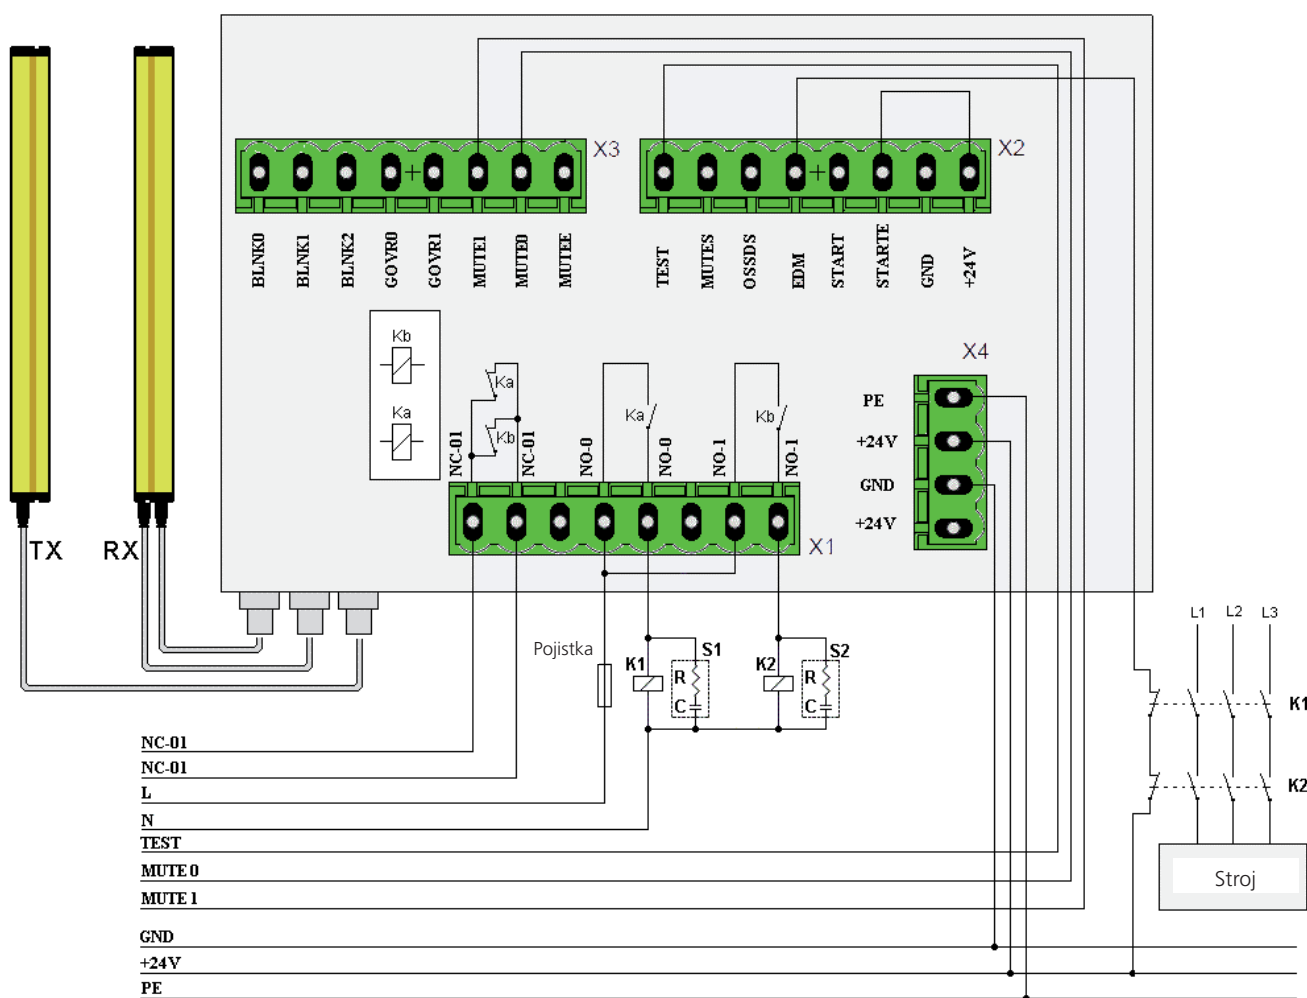 X3
X2
BLNK0
BLNK1
BLNK2
GOVR0
GOVR1
MUTE1
MUTE0
MUTEE
TEST
MUTES
OSSDS
EDM
START
STARTE
GND
+24V
Kb
Ka
Ka
Kb
Ka
Kb
NC-01
NC-01
NO-0
NO-0
NO-1
NO-1
X1
X4
PE
+24V
GND
+24V
TX
RX
Pojistka
K1
S1
R
C
K2
S2
R
C
L1
L2
L3
K1
K2
Stroj
NC-01
NC-01
L
N
TEST
MUTE 0
MUTE 1
GND
+24V
PE